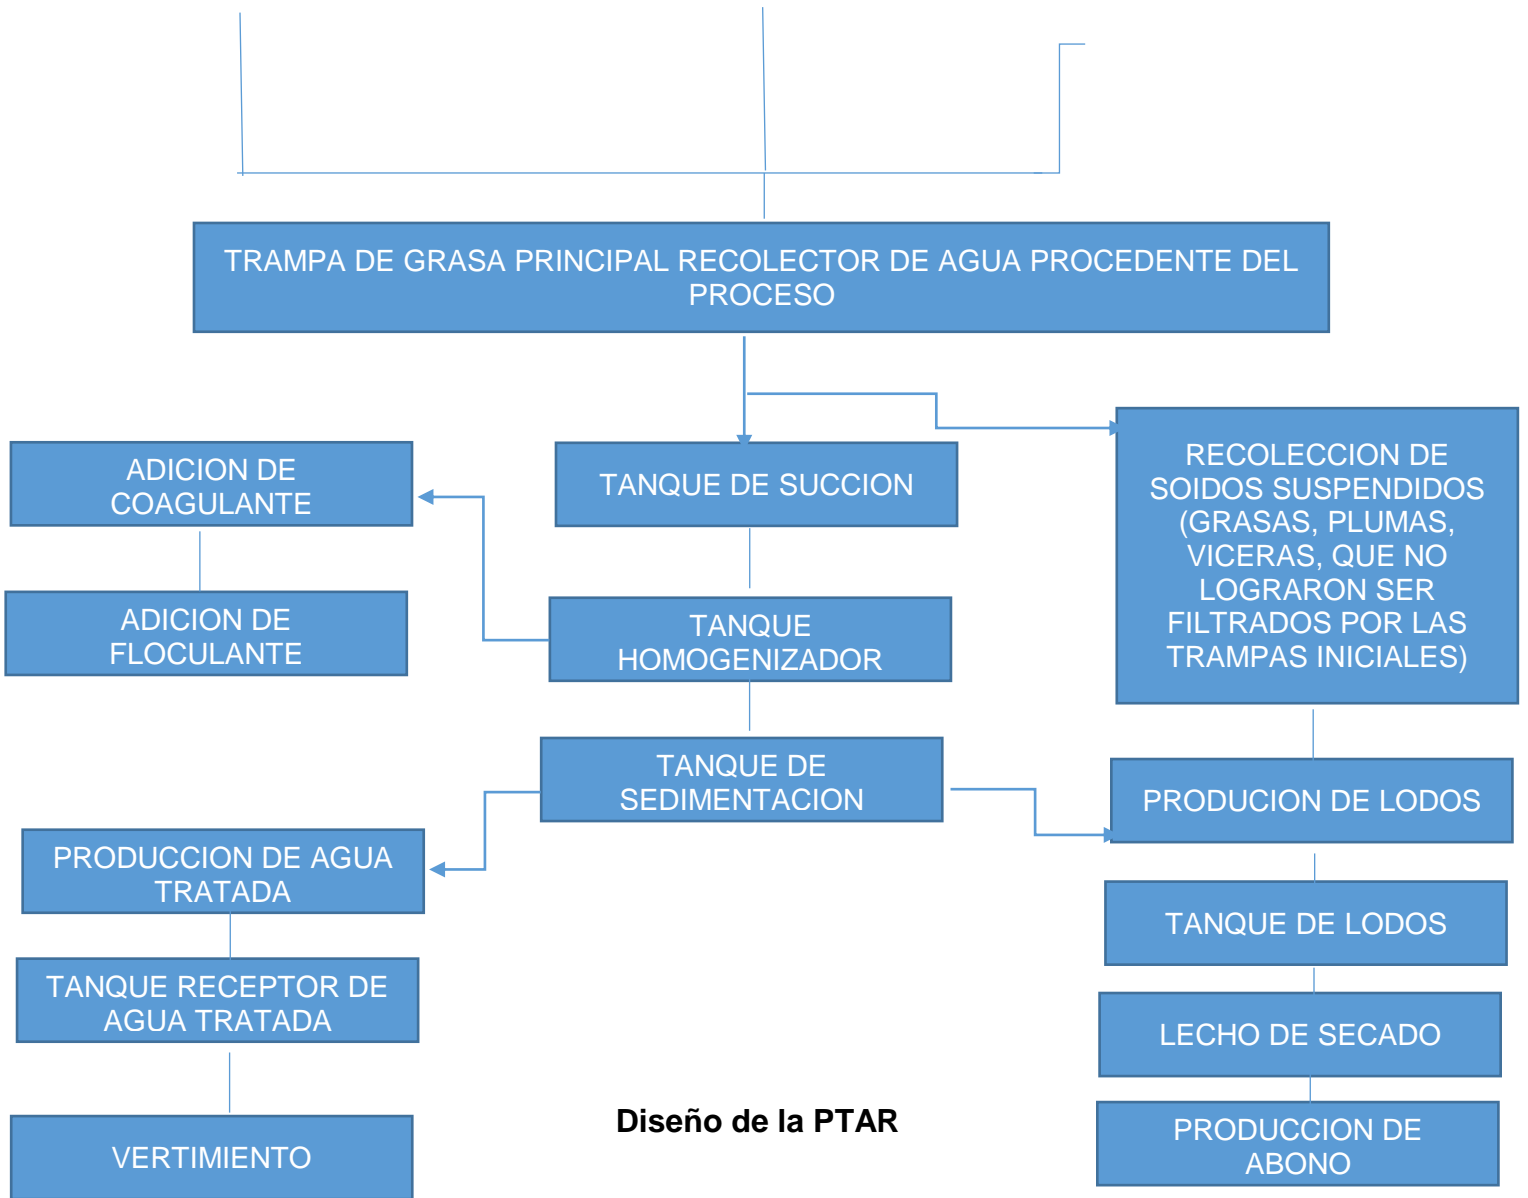 TRAMPA DE GRASA PRINCIPAL RECOLECTOR DE AGUA PROCEDENTE DEL
PROCESO
ADICION DE
COAGULANTE
TANQUE DE SUCCION
RECOLECCION DE
SOIDOS SUSPENDIDOS
(GRASAS, PLUMAS,
VICERAS, QUE NO
LOGRARON SER
FILTRADOS POR LAS
TRAMPAS INICIALES)
ADICION DE
FLOCULANTE
TANQUE
HOMOGENIZADOR
TANQUE DE
SEDIMENTACION
PRODUCION DE LODOS
PRODUCCION DE AGUA
TRATADA
TANQUE DE LODOS
TANQUE RECEPTOR DE
AGUA TRATADA
LECHO DE SECADO
Diseño de la PTAR
VERTIMIENTO
PRODUCCION DE
ABONO